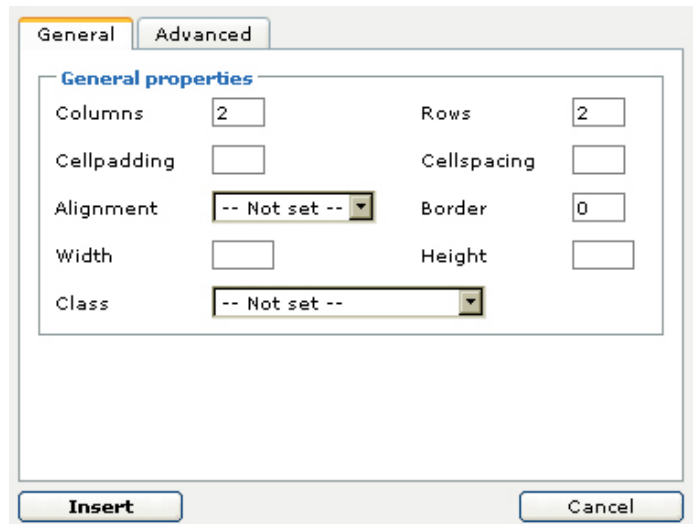 General Advanced
General properties
Columns 2 Rows 2
Cellpadding Cellspacing
Alignment -- Not set -- Border 0
Width Height
Class -- Not set --
Insert Cancel